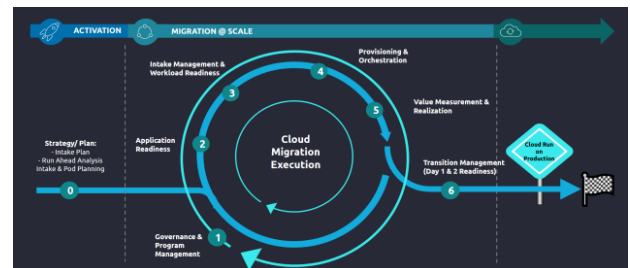 ACTIVATION
MIGRATION @ SCALE
Strategy/ Plan:
- Intake Plan
- Run Ahead Analysis
Intake & Pod Planning
0
Governance &
Program
Management
1
Application
Readiness
2
Intake Management &
Workload Readiness
3
4
Provisioning &
Orchestration
5
Value Measurement &
Realization
Cloud
Migration
Execution
Transition Management
(Day 1 & 2 Readiness)
6
Cloud Run
on
Production